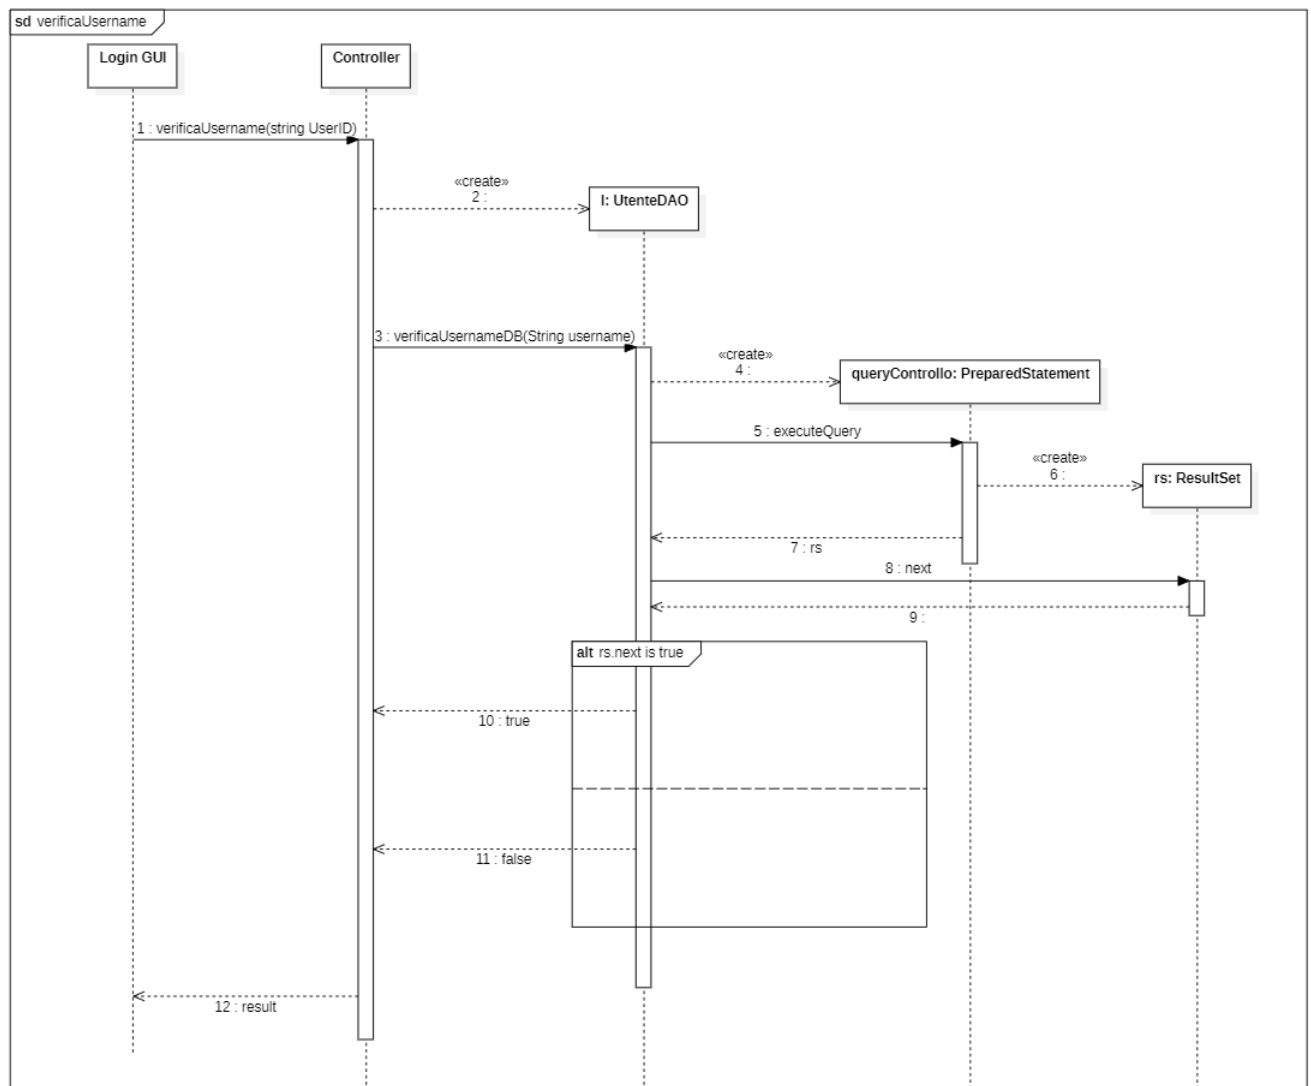 sd verificaUsername
Login GUI
Controller
1 : verificaUsername(string UserID)
«create»
2 :
l: UtenteDAO
3 : verificaUsernameDB(String username)
«create»
4 :
queryControllo: PreparedStatement
5 : executeQuery
«create»
6 :
rs: ResultSet
7 : rs
8 : next
9 :
alt rs.next is true
10 : true
11 : false
12 : result